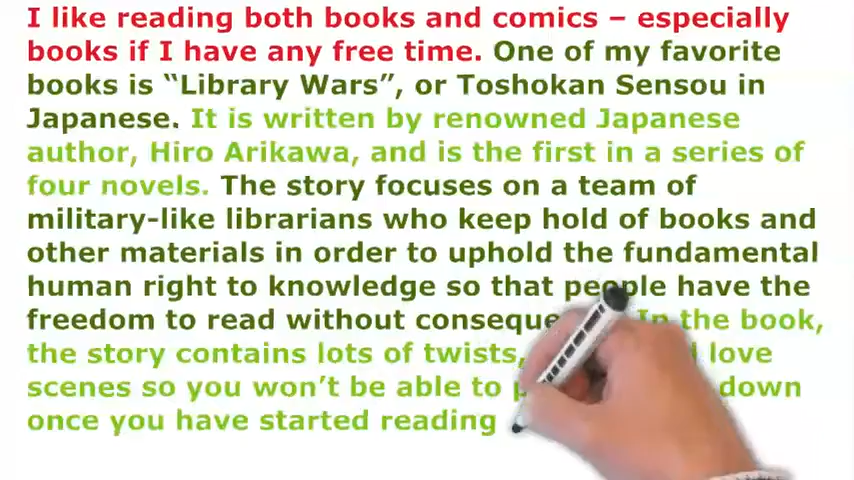 I like reading both books and comics – especially
books if I have any free time. One of my favorite
books is “Library Wars”, or Toshokan Sensou in
Japanese. It is written by renowned Japanese
author, Hiro Arikawa, and is the first in a series of
four novels. The story focuses on a team of
military-like librarians who keep hold of books and
other materials in order to uphold the fundamental
human right to knowledge so that people have the
freedom to read without In the book,
the story contains lots of twists, love
scenes so you won’t be able to down
once you have started reading